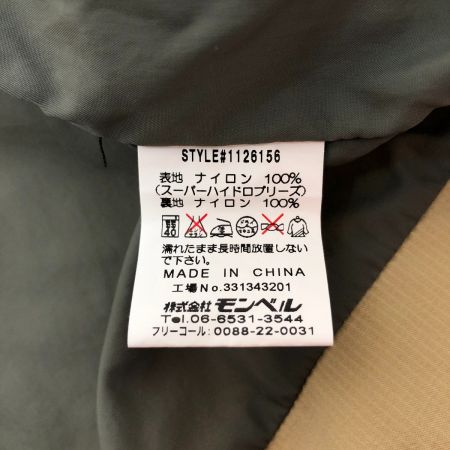 STYLE#1126156
表地 ナイロン 100%
(スーパーハイドロブリーズ)
裏地 ナイロン 100%
濡れたまま長時間放置しない
で下さい。
MADE IN CHINA
工場No.331343201
株式会社 モンベル
Tel.06-6531-3544
フリーコール:0088-22-0031